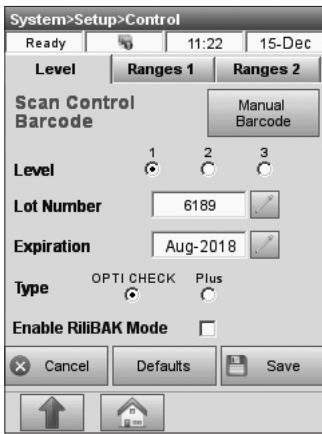 System>Setup>Control
Ready 11:22 15-Dec
Level Ranges 1 Ranges 2
Scan Control
Barcode
Manual
Barcode
1 2 3
Level
Lot Number 6189
Expiration Aug-2018
OPTI CHECK Plus
Type
Enable RiliBAK Mode
Cancel Defaults Save